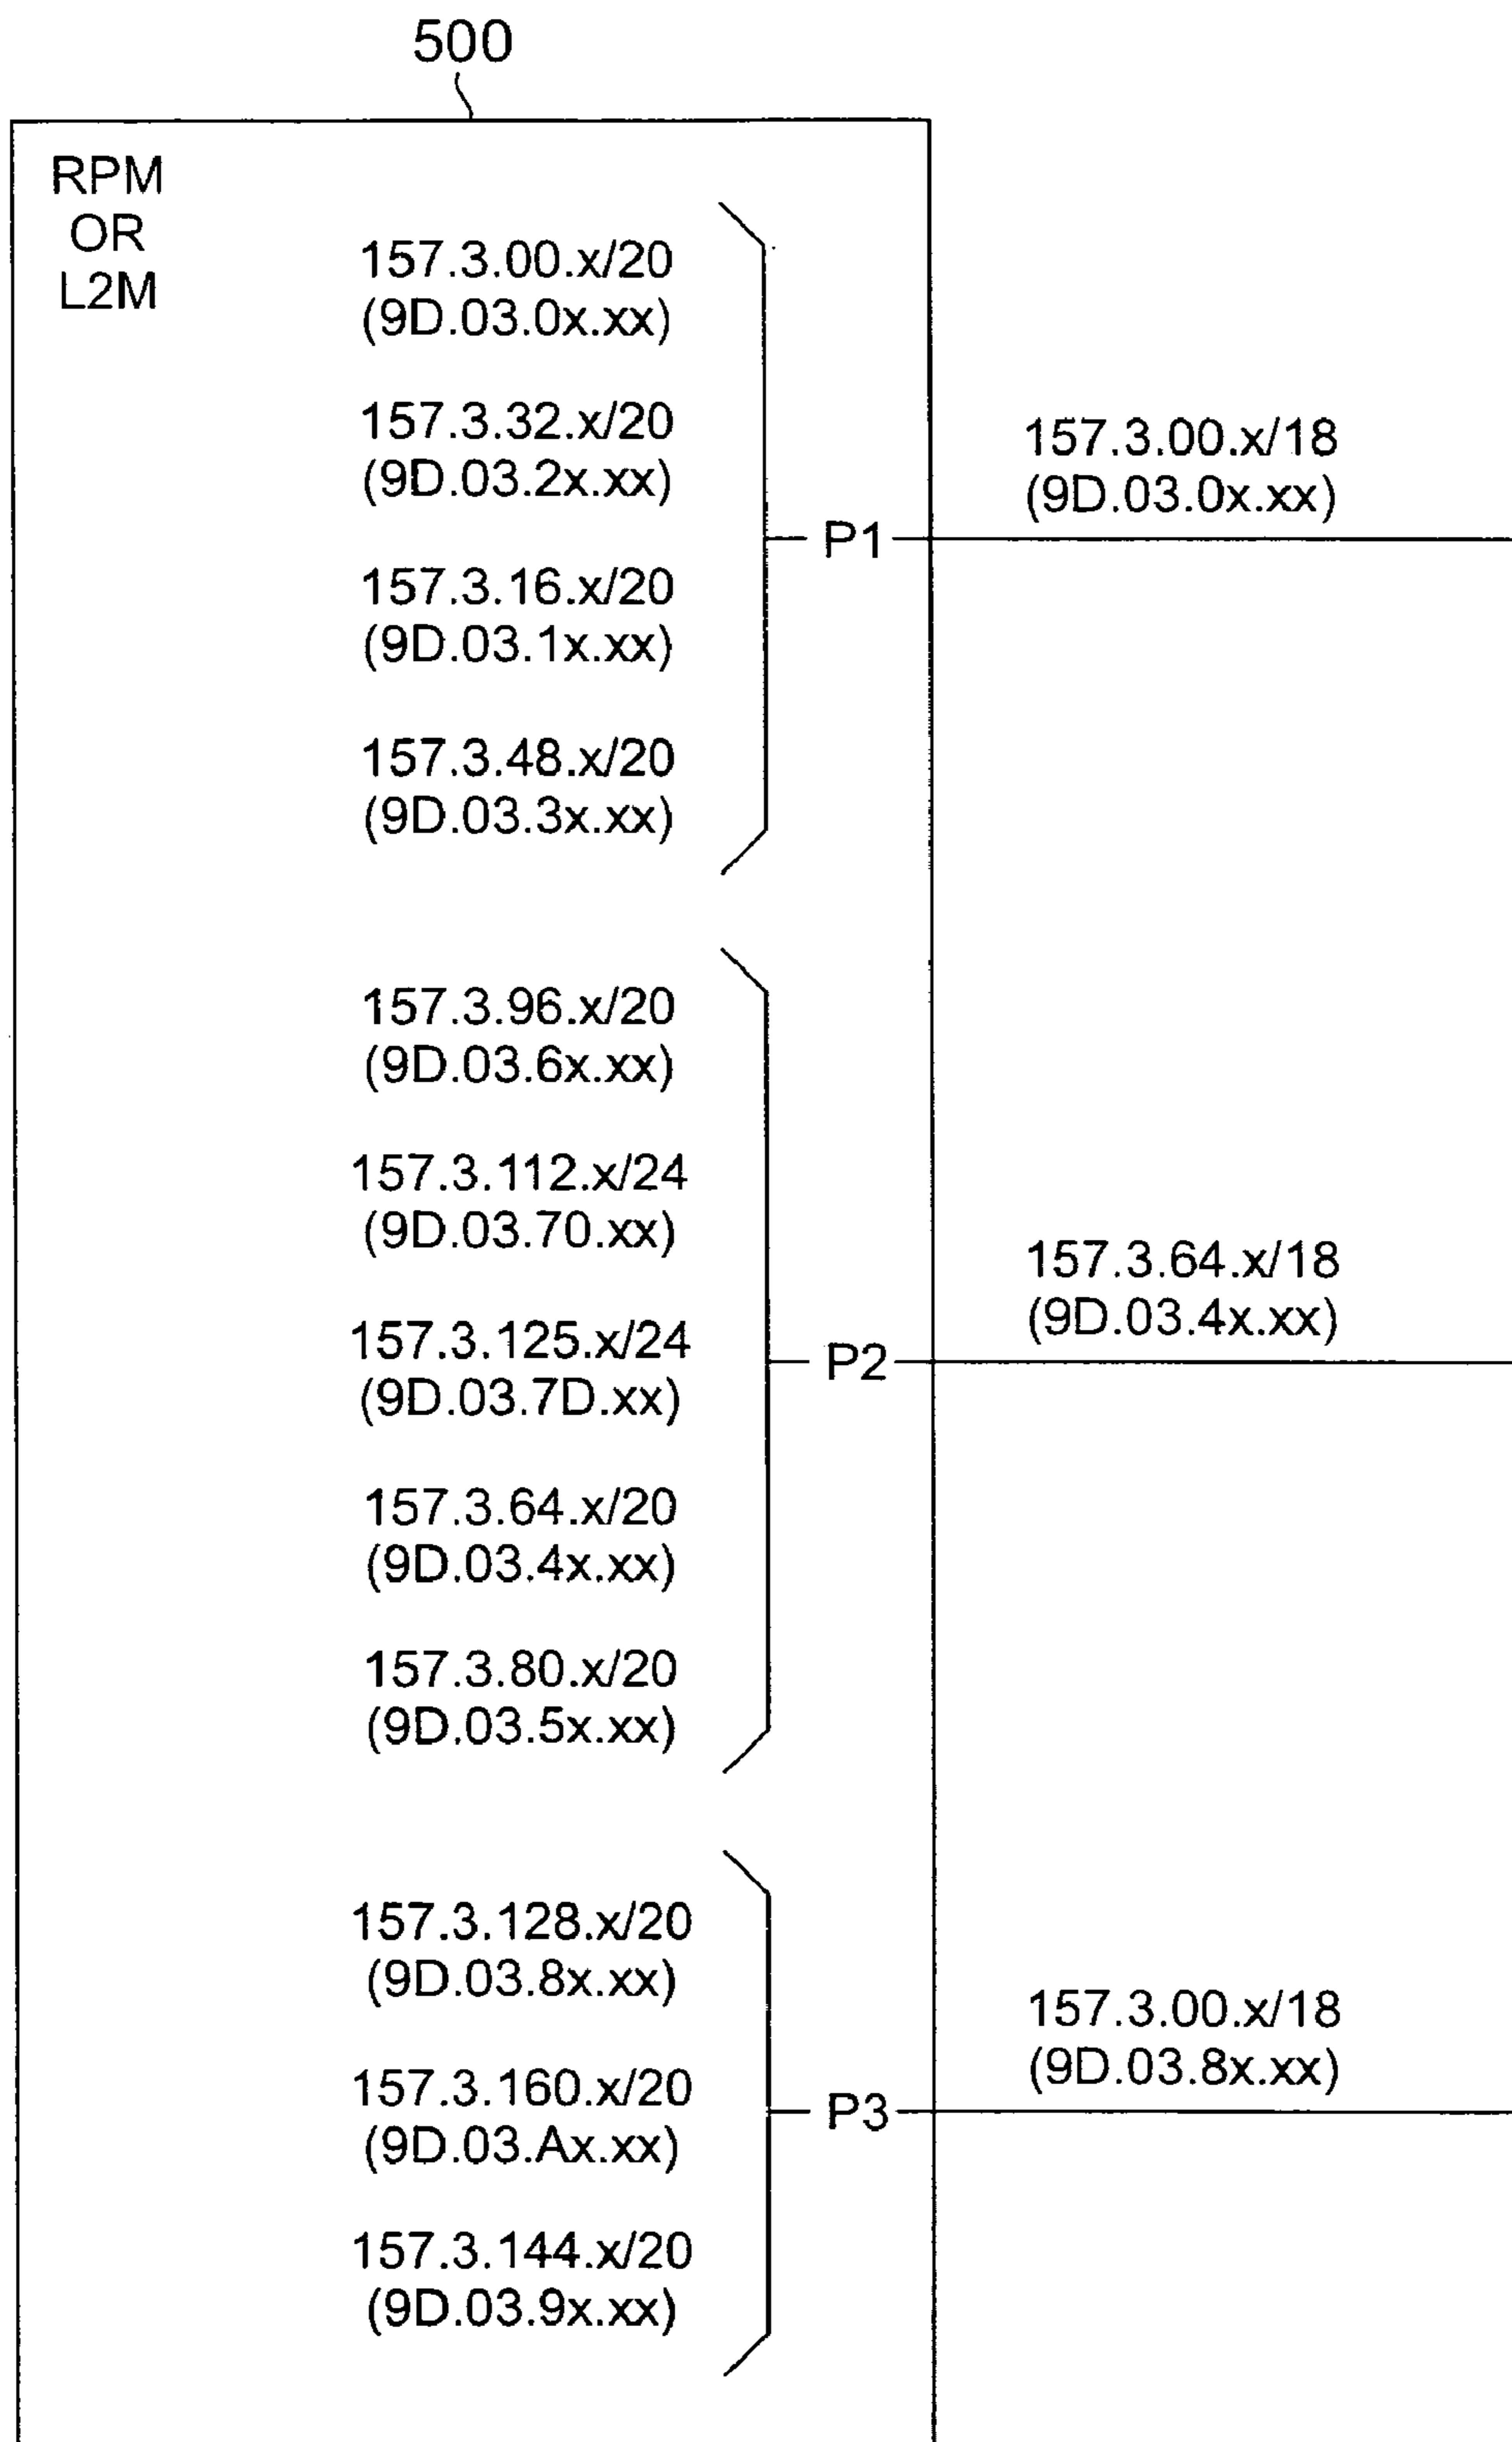 500
RPM
OR
L2M
157.3.00.x/20
(9D.03.0x.xx)
157.3.32.x/20
(9D.03.2x.xx)
157.3.16.x/20
(9D.03.1x.xx)
157.3.48.x/20
(9D.03.3x.xx)
P1
157.3.00.x/18
(9D.03.0x.xx)
157.3.96.x/20
(9D.03.6x.xx)
157.3.112.x/24
(9D.03.70.xx)
157.3.125.x/24
(9D.03.7D.xx)
157.3.64.x/20
(9D.03.4x.xx)
157.3.80.x/20
(9D.03.5x.xx)
P2
157.3.64.x/18
(9D.03.4x.xx)
157.3.128.x/20
(9D.03.8x.xx)
157.3.160.x/20
(9D.03.Ax.xx)
157.3.144.x/20
(9D.03.9x.xx)
P3
157.3.00.x/18
(9D.03.8x.xx)